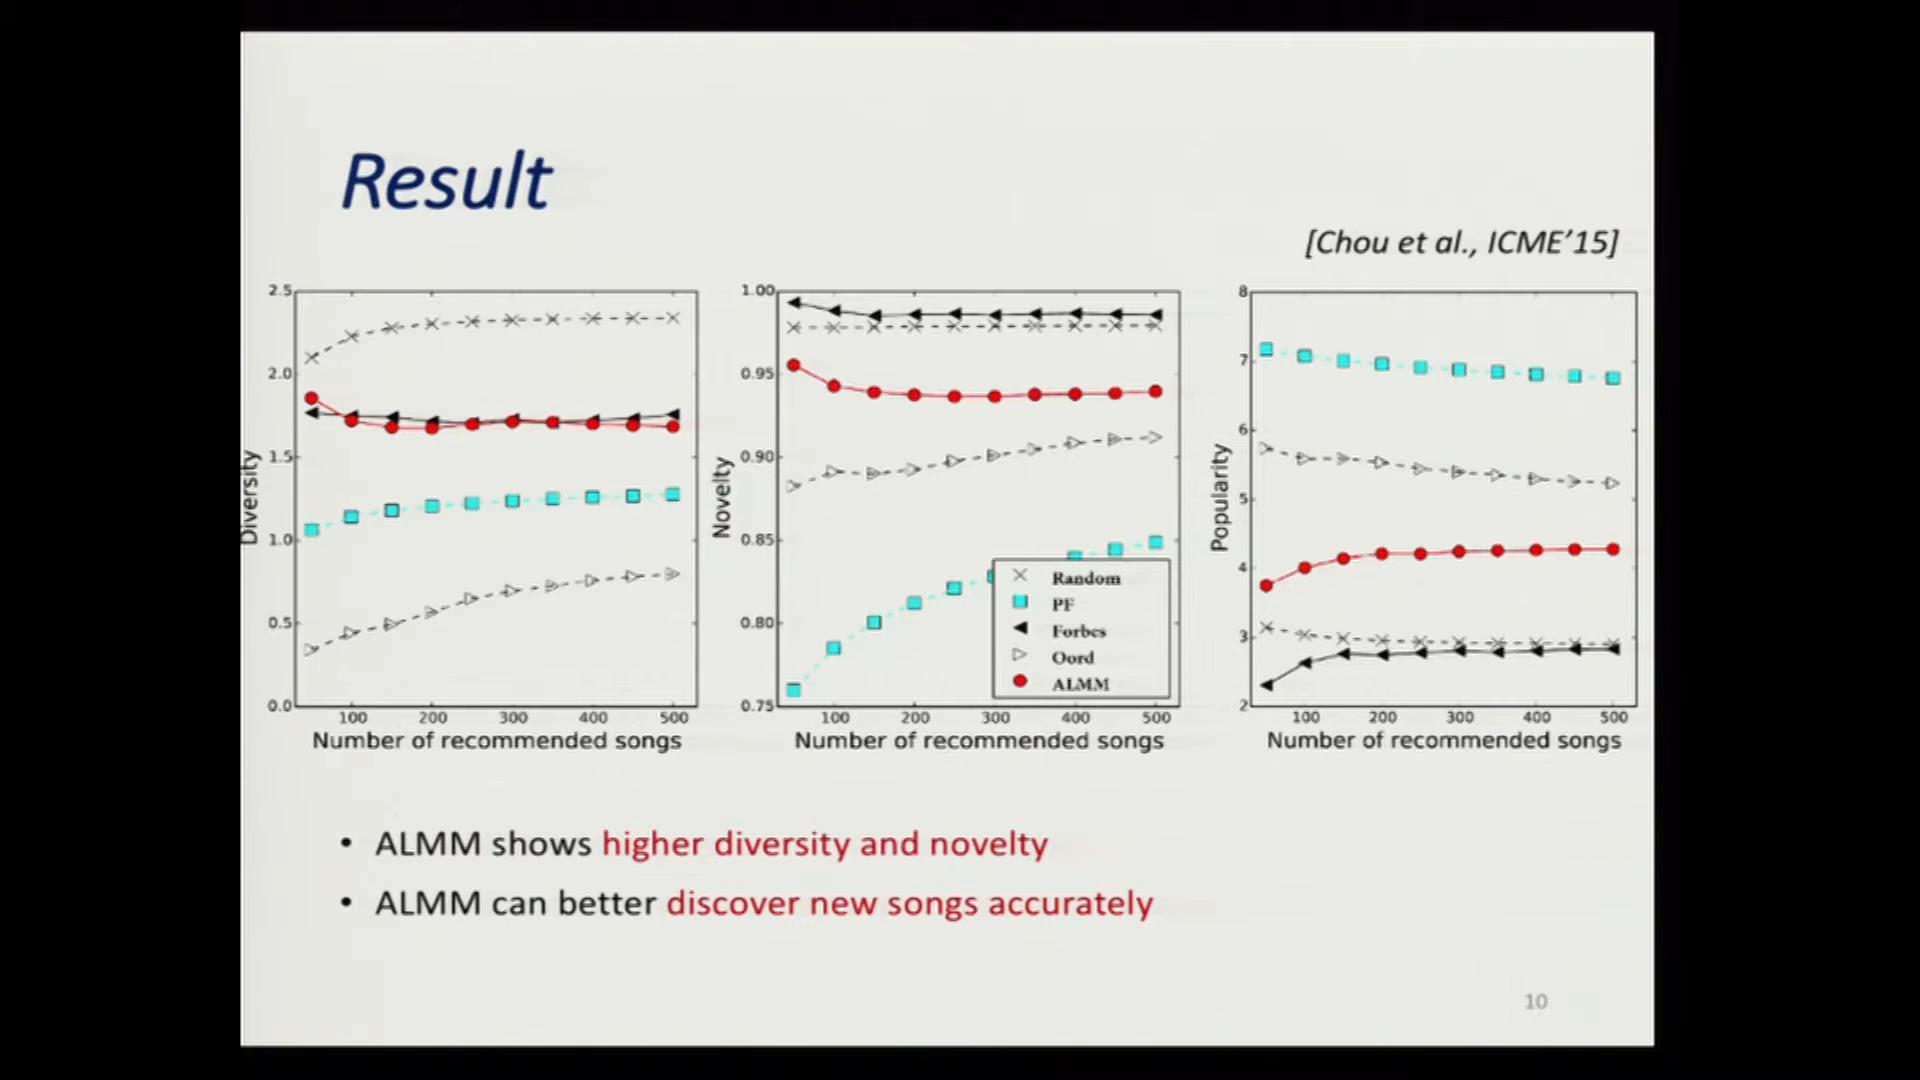 Result
[Chou et al., ICME’15]
2.5
2.0
1.5
1.0
0.5
0.0
Diversity
100 200 300 400 500
Number of recommended songs
1.00
0.95
0.90
0.85
0.80
0.75
Novelty
Random
PF
Forbes
Oord
ALMM
100 200 300 400 500
Number of recommended songs
8
7
6
5
4
3
2
Popularity
100 200 300 400 500
Number of recommended songs
• ALMM shows higher diversity and novelty
• ALMM can better discover new songs accurately
10